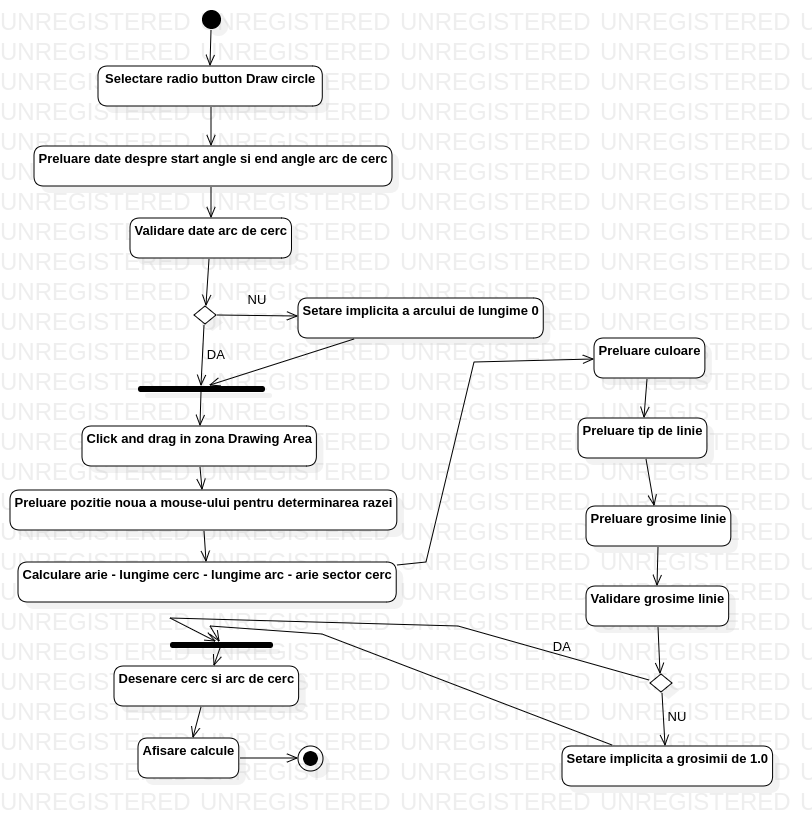 Selectare radio button Draw circle
Preluare date despre start angle si end angle arc de cerc
Validare date arc de cerc
NU
Setare implicita a arcului de lungime 0
DA
Click and drag in zona Drawing Area
Preluare pozitie noua a mouse-ului pentru determinarea razei
Calculare arie - lungime cerc - lungime arc - arie sector cerc
Preluare culoare
Preluare tip de linie
Preluare grosime linie
Validare grosime linie
DA
NU
Setare implicita a grosimii de 1.0
Desenare cerc si arc de cerc
Afisare calcule
UNREGISTERED